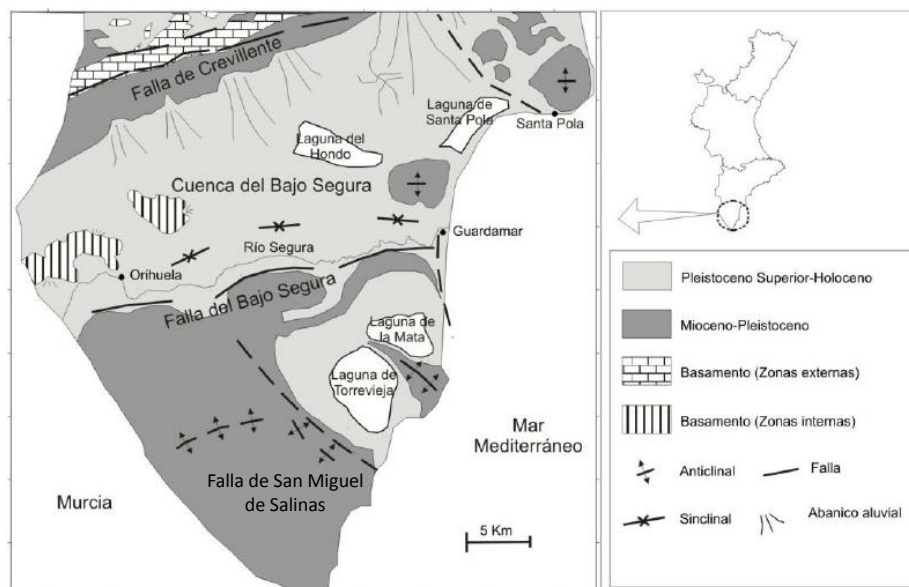 Falla de Crevillente
Laguna de
Santa Pola
Santa Pola
Laguna del
Hondo
Cuenca del Bajo Segura
Guardamar
Río Segura
Orihuela
Falla del Bajo Segura
Laguna de
la Mata
Laguna de
Torrevieja
Mar
Mediterráneo
Falla de San Miguel
de Salinas
Murcia
5 Km
Pleistoceno Superior-Holoceno
Mioceno-Pleistoceno
Basamento (Zonas externas)
Basamento (Zonas internas)
Anticlinal
Falla
Sinclinal
Abanico aluvial